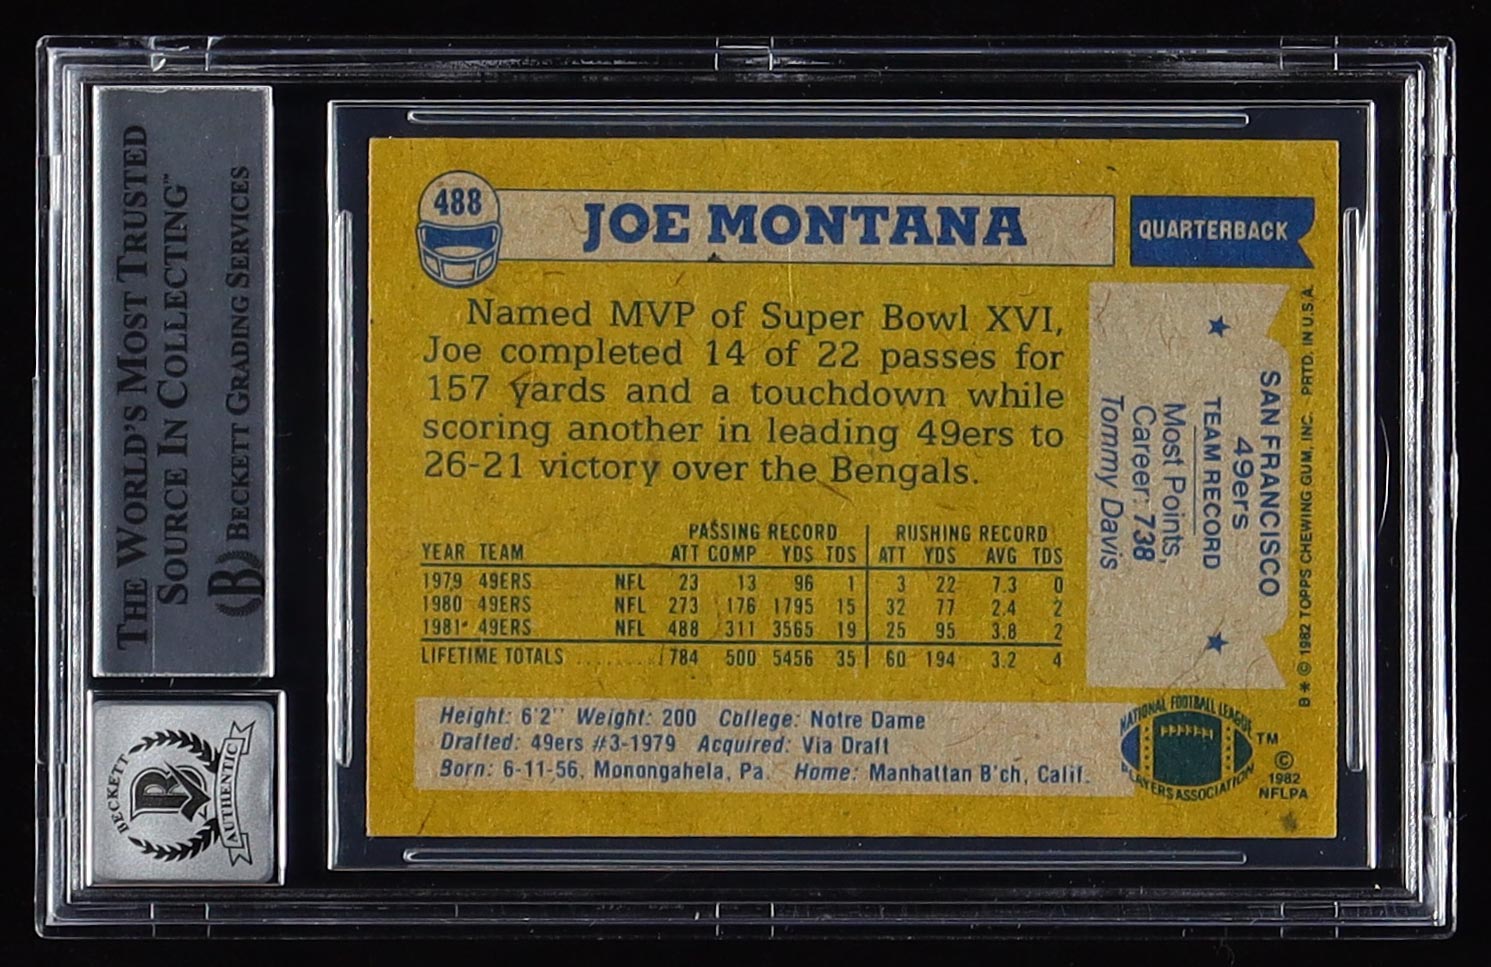 THE WORLD'S MOST TRUSTED
SOURCE IN COLLECTING™
BECKETT GRADING SERVICES
BECKETT
AUTHENTIC
488
JOE MONTANA
QUARTERBACK
Named MVP of Super Bowl XVI,
Joe completed 14 of 22 passes for
157 yards and a touchdown while
scoring another in leading 49ers to
26-21 victory over the Bengals.
PASSING RECORD RUSHING RECORD
YEAR TEAM ATT COMP YDS TDS ATT YDS AVG TDS
1979 49ERS NFL 23 13 96 1 3 22 7.3 0
1980 49ERS NFL 273 176 1795 15 32 77 2.4 2
1981* 49ERS NFL 488 311 3565 19 25 95 3.8 2
LIFETIME TOTALS .......... 784 500 5456 35 60 194 3.2 4
Height: 6'2" Weight: 200 College: Notre Dame
Drafted: 49ers #3-1979 Acquired: Via Draft
Born: 6-11-56, Monongahela, Pa. Home: Manhattan B'ch, Calif.
SAN FRANCISCO
49ers
★ TEAM RECORD ★
Most Points,
Career: 738
Tommy Davis
B* © 1982 TOPPS CHEWING GUM, INC. PRTD. IN U.S.A.
NATIONAL FOOTBALL LEAGUE
PLAYERS ASSOCIATION
TM
©
1982
NFLPA